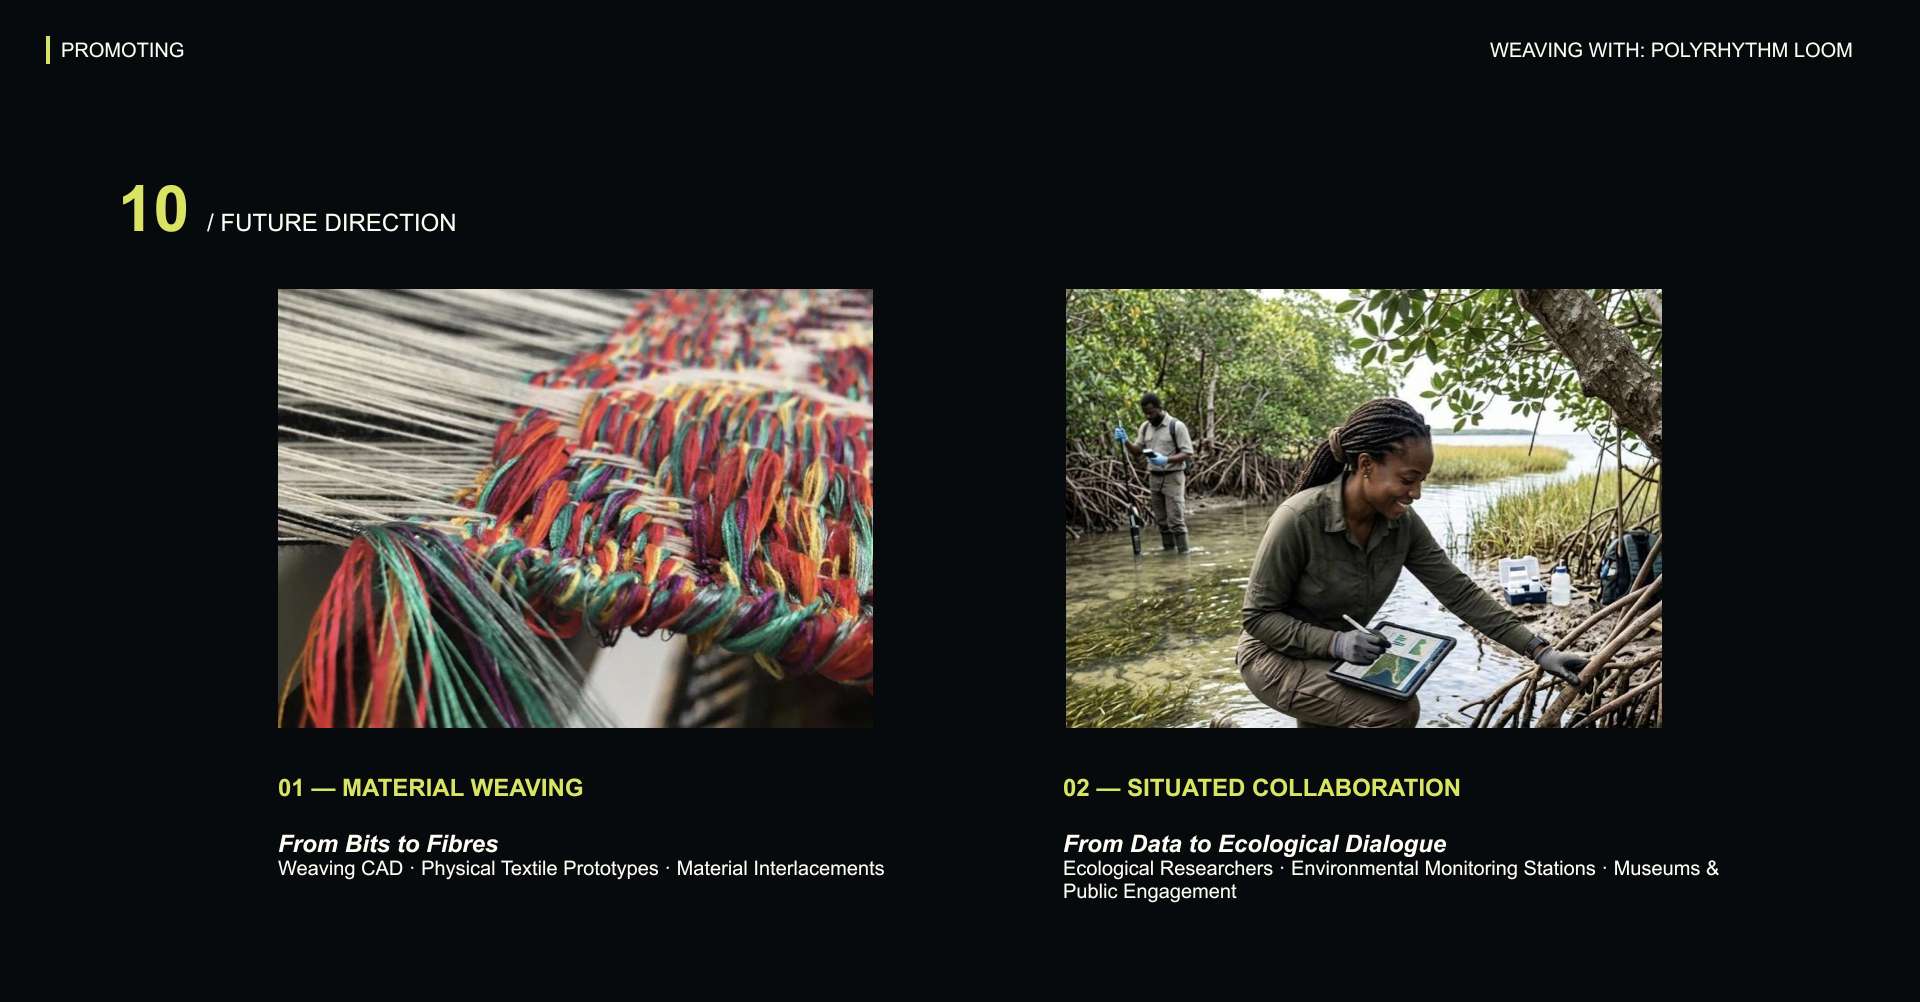 PROMOTING
WEAVING WITH: POLYRHYTHM LOOM
10 / FUTURE DIRECTION
01 — MATERIAL WEAVING
From Bits to Fibres
Weaving CAD · Physical Textile Prototypes · Material Interlacements
02 — SITUATED COLLABORATION
From Data to Ecological Dialogue
Ecological Researchers · Environmental Monitoring Stations · Museums &
Public Engagement